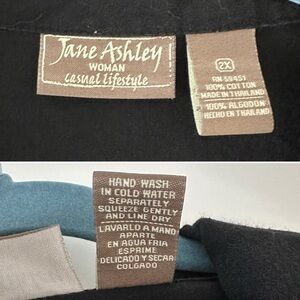 Jane Ashley
WOMAN
casual lifestyle
2X
RN 59451
100% COTTON
MADE IN THAILAND
100% ALGODON
HECHO EN THAILAND
HAND WASH
IN COLD WATER
SEPARATELY
SQUEEZE GENTLY
AND LINE DRY
LAVARLO A MANO
APARTE
EN AGUA FRIA
ESPRIME
DELICADO Y SECAR
COLGADO